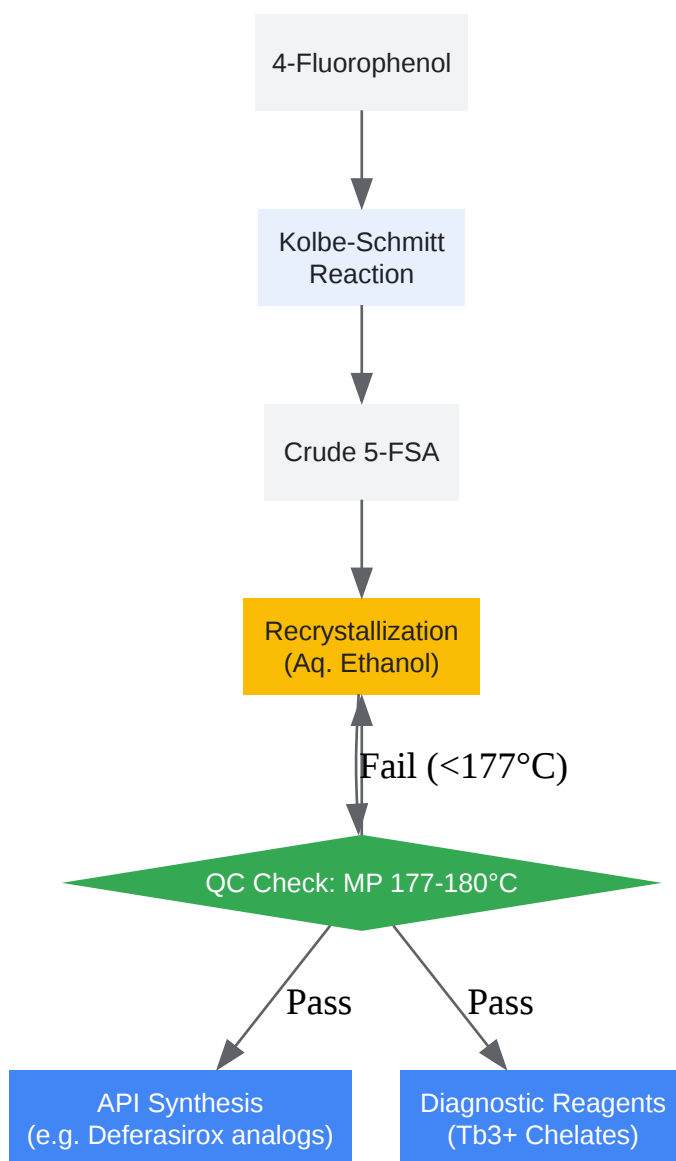 4-Fluorophenol
Kolbe-Schmitt
Reaction
Crude 5-FSA
Recrystallization
(Aq. Ethanol)
Fail (<177°C)
QC Check: MP 177-180°C
Pass
Pass
API Synthesis
(e.g. Deferasirox analogs)
Diagnostic Reagents
(Tb3+ Chelates)